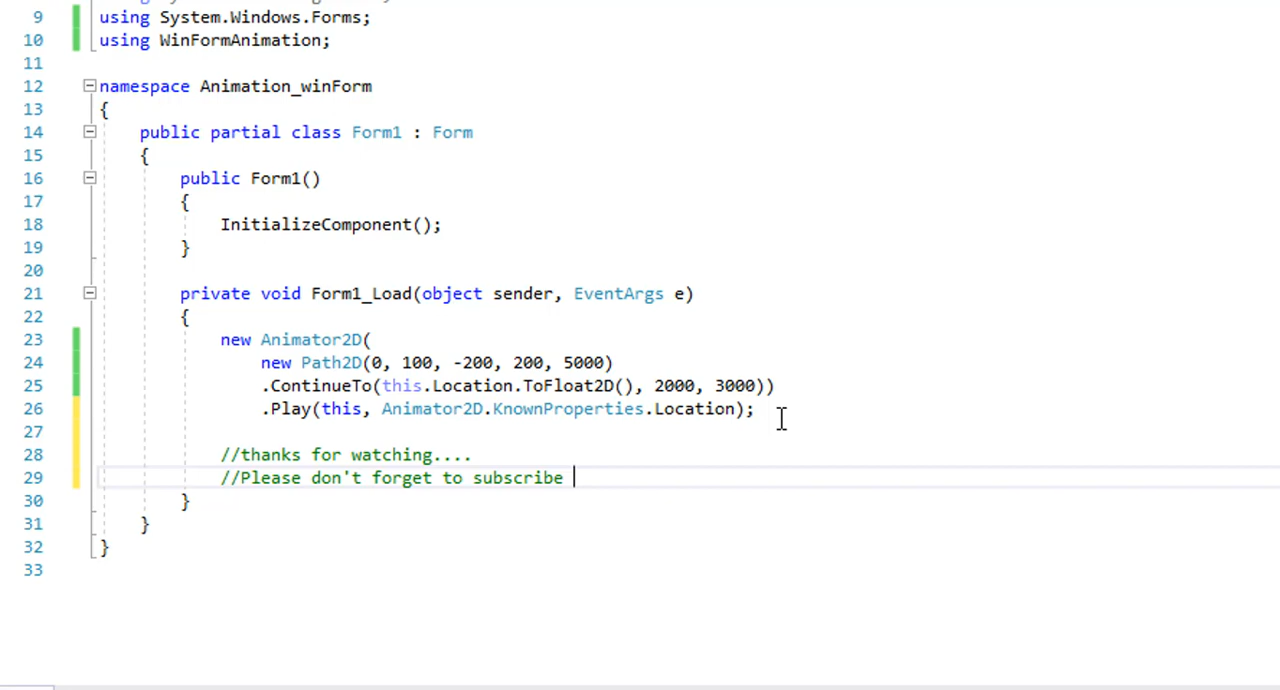 9 using System.Windows.Forms;
10 using WinFormAnimation;
11
12 namespace Animation_winForm
13 {
14 public partial class Form1 : Form
15 {
16 public Form1()
17 {
18 InitializeComponent();
19 }
20
21 private void Form1_Load(object sender, EventArgs e)
22 {
23 new Animator2D(
24 new Path2D(0, 100, -200, 200, 5000)
25 .ContinueTo(this.Location.ToFloat2D(), 2000, 3000))
26 .Play(this, Animator2D.KnownProperties.Location);
27
28 //thanks for watching....
29 //Please don't forget to subscribe
30 }
31 }
32 }
33